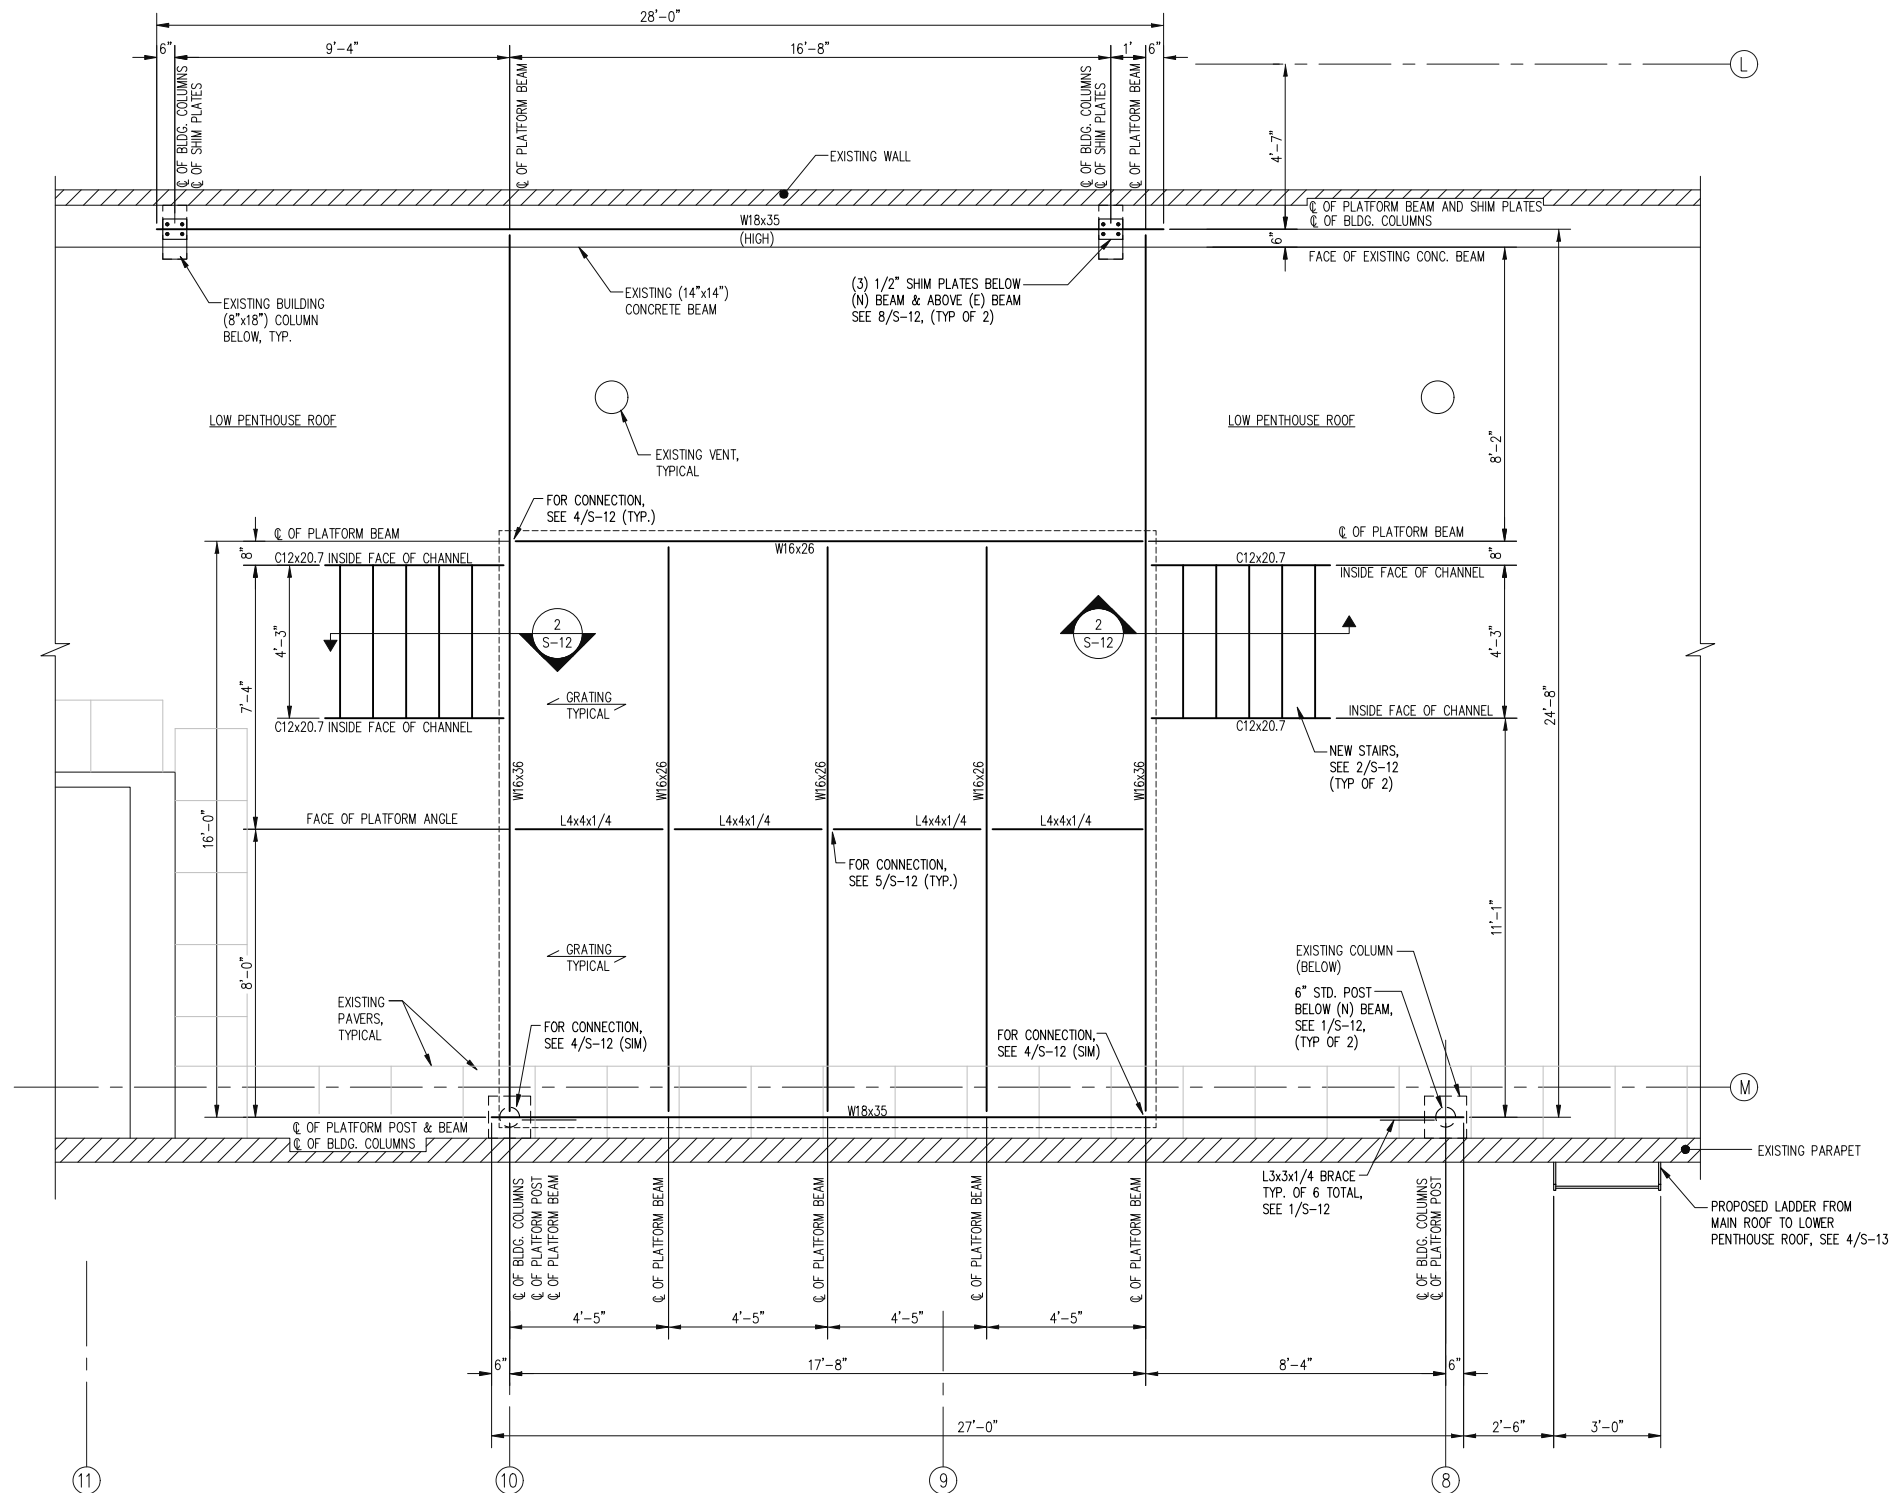 28'-0"
6"
9'-4"
16'-8"
1'
6"
L
℄ OF BLDG. COLUMNS
℄ OF SHIM PLATES
℄ OF PLATFORM BEAM
℄ OF BLDG. COLUMNS
℄ OF SHIM PLATES
℄ OF PLATFORM BEAM
4'-7"
EXISTING WALL
W18x35
(HIGH)
℄ OF PLATFORM BEAM AND SHIM PLATES
℄ OF BLDG. COLUMNS
6"
FACE OF EXISTING CONC. BEAM
EXISTING BUILDING
(8"x18") COLUMN
BELOW, TYP.
EXISTING (14"x14")
CONCRETE BEAM
(3) 1/2" SHIM PLATES BELOW
(N) BEAM & ABOVE (E) BEAM
SEE 8/S-12, (TYP OF 2)
LOW PENTHOUSE ROOF
EXISTING VENT,
TYPICAL
LOW PENTHOUSE ROOF
8'-2"
FOR CONNECTION,
SEE 4/S-12 (TYP.)
℄ OF PLATFORM BEAM
W16x26
℄ OF PLATFORM BEAM
8"
C12x20.7 INSIDE FACE OF CHANNEL
C12x20.7
INSIDE FACE OF CHANNEL
8"
4'-3"
2
S-12
2
S-12
4'-3"
7'-4"
GRATING
TYPICAL
24'-8"
C12x20.7 INSIDE FACE OF CHANNEL
C12x20.7
INSIDE FACE OF CHANNEL
NEW STAIRS,
SEE 2/S-12
(TYP OF 2)
W16x36
W16x26
W16x26
W16x26
W16x36
16'-0"
FACE OF PLATFORM ANGLE
L4x4x1/4
L4x4x1/4
L4x4x1/4
L4x4x1/4
FOR CONNECTION,
SEE 5/S-12 (TYP.)
11'-1"
8'-0"
GRATING
TYPICAL
EXISTING COLUMN
(BELOW)
6" STD. POST
BELOW (N) BEAM,
SEE 1/S-12,
(TYP OF 2)
EXISTING
PAVERS,
TYPICAL
FOR CONNECTION,
SEE 4/S-12 (SIM)
FOR CONNECTION,
SEE 4/S-12 (SIM)
M
W18x35
℄ OF PLATFORM POST & BEAM
℄ OF BLDG. COLUMNS
EXISTING PARAPET
L3x3x1/4 BRACE
TYP. OF 6 TOTAL,
SEE 1/S-12
PROPOSED LADDER FROM
MAIN ROOF TO LOWER
PENTHOUSE ROOF, SEE 4/S-13
℄ OF BLDG. COLUMNS
℄ OF PLATFORM POST
℄ OF PLATFORM BEAM
℄ OF PLATFORM BEAM
℄ OF PLATFORM BEAM
℄ OF PLATFORM BEAM
℄ OF PLATFORM BEAM
℄ OF BLDG. COLUMNS
℄ OF PLATFORM POST
4'-5"
4'-5"
4'-5"
4'-5"
6"
17'-8"
8'-4"
6"
27'-0"
2'-6"
3'-0"
11
10
9
8